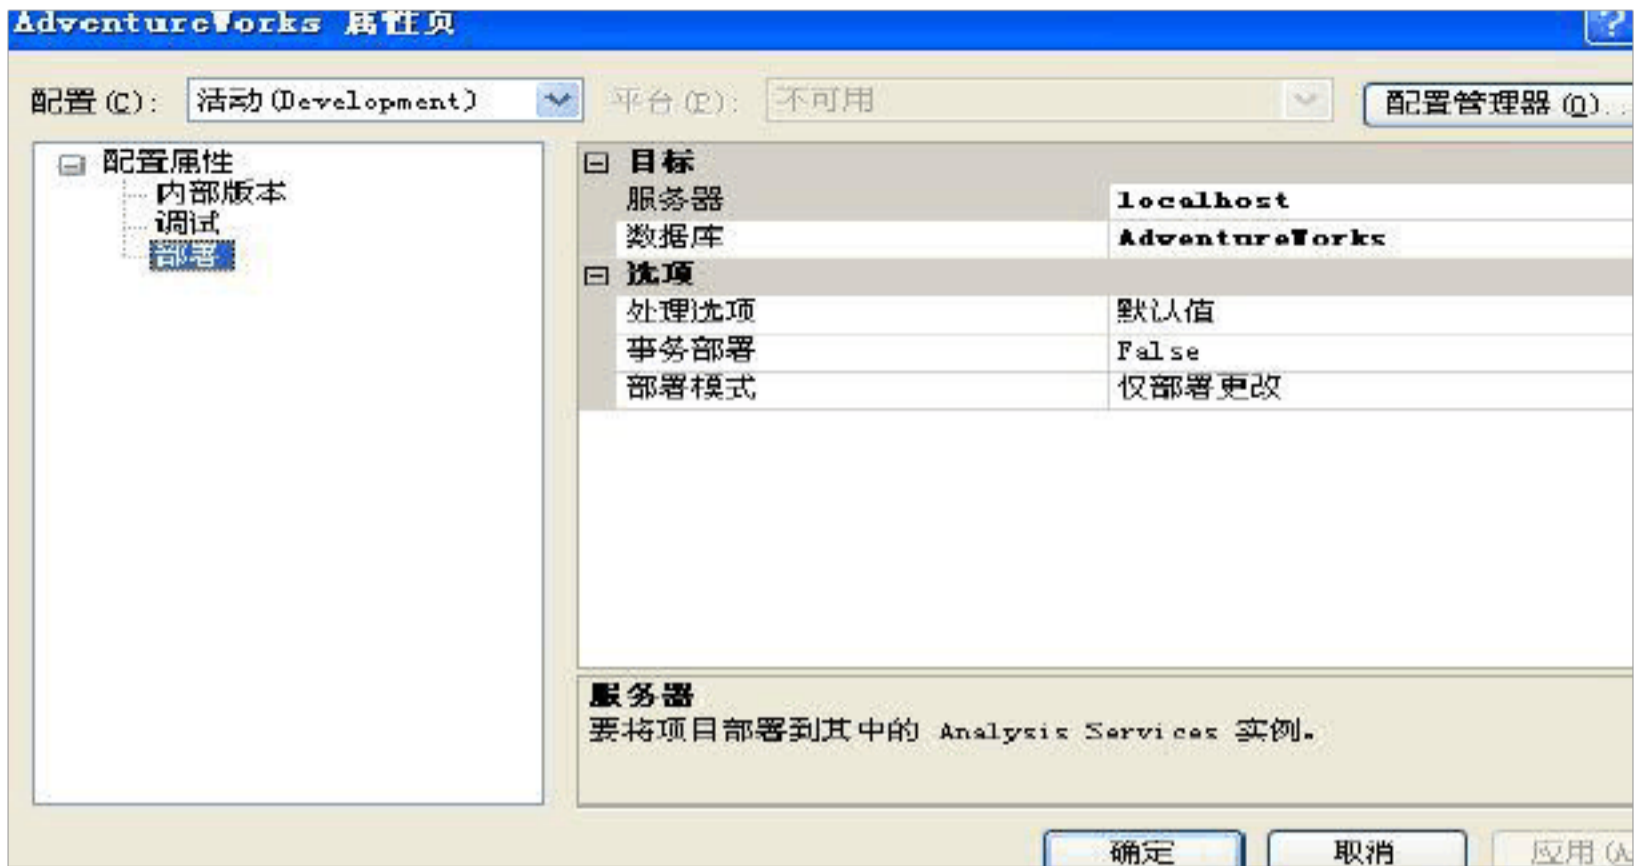 AdventureWorks 属性页
配置(C): 活动(Development) 平台(P): 不可用 配置管理器(O)...
配置属性
内部版本
调试
部署
目标
服务器 localhost
数据库 AdventureWorks
选项
处理选项 默认值
事务部署 False
部署模式 仅部署更改
服务器
要将项目部署到其中的 Analysis Services 实例。
确定 取消 应用(A